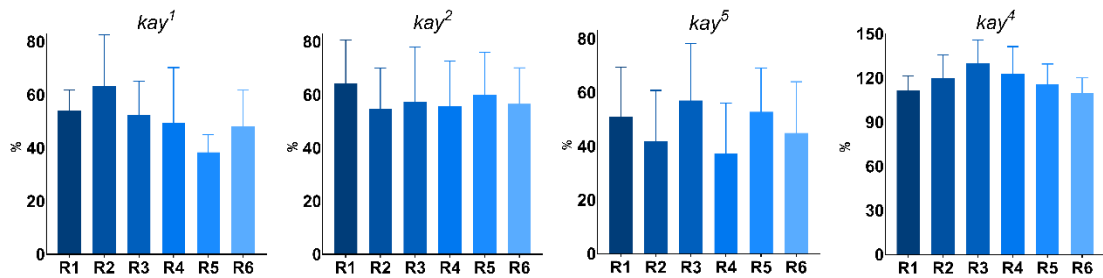 kay¹ kay² kay⁵ kay⁴
80 80 80 150
60 60 60 120
% % % %
40 40 40 90
20 20 20 60
30
0 0 0 0
R1 R2 R3 R4 R5 R6 R1 R2 R3 R4 R5 R6 R1 R2 R3 R4 R5 R6 R1 R2 R3 R4 R5 R6